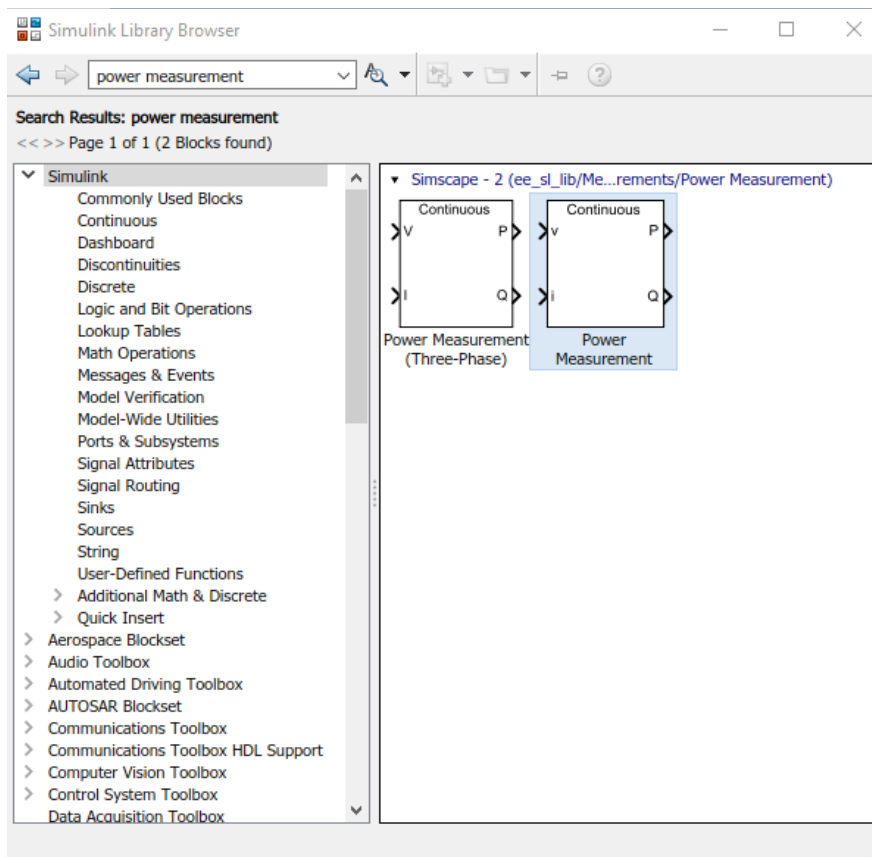 Simulink Library Browser
power measurement
Search Results: power measurement
<< >> Page 1 of 1 (2 Blocks found)
Simulink
Commonly Used Blocks
Continuous
Dashboard
Discontinuities
Discrete
Logic and Bit Operations
Lookup Tables
Math Operations
Messages & Events
Model Verification
Model-Wide Utilities
Ports & Subsystems
Signal Attributes
Signal Routing
Sinks
Sources
String
User-Defined Functions
Additional Math & Discrete
Quick Insert
Aerospace Blockset
Audio Toolbox
Automated Driving Toolbox
AUTOSAR Blockset
Communications Toolbox
Communications Toolbox HDL Support
Computer Vision Toolbox
Control System Toolbox
Data Acquisition Toolbox
Simscape - 2 (ee_sl_lib/Me...rements/Power Measurement)
Continuous
V P
I Q
Power Measurement
(Three-Phase)
Continuous
v P
i Q
Power
Measurement